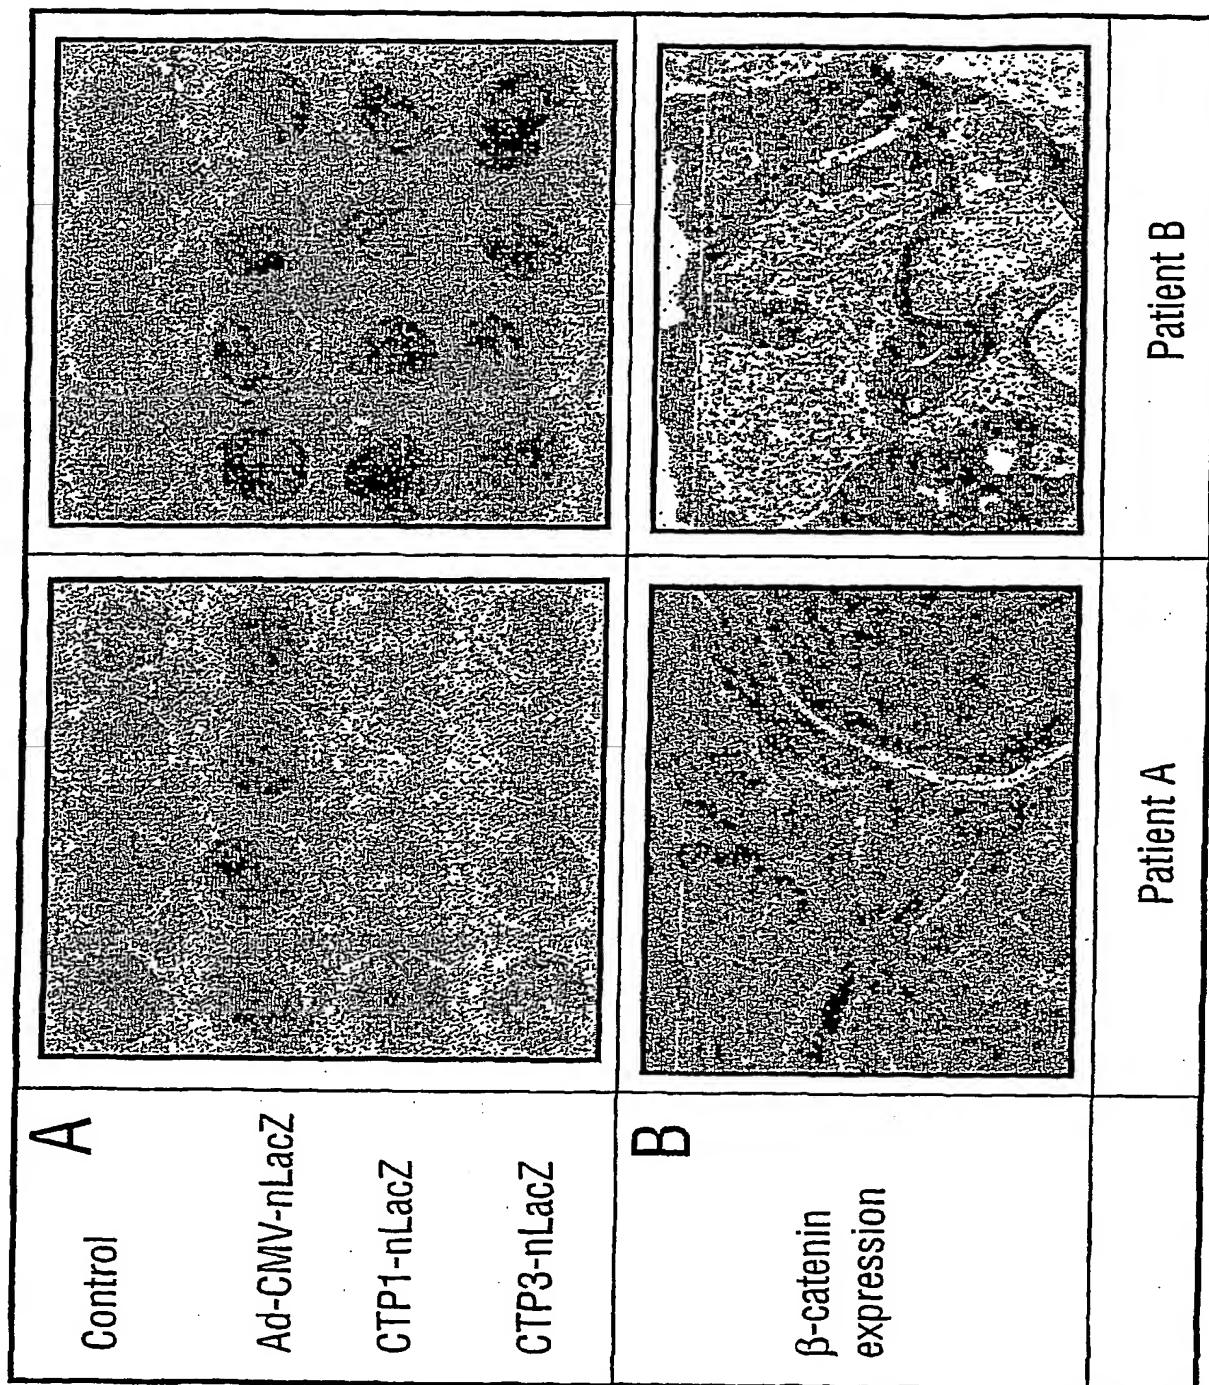 A
Control
Ad-CMV-nLacZ
CTP1-nLacZ
CTP3-nLacZ
B
β-catenin
expression
Patient A
Patient B